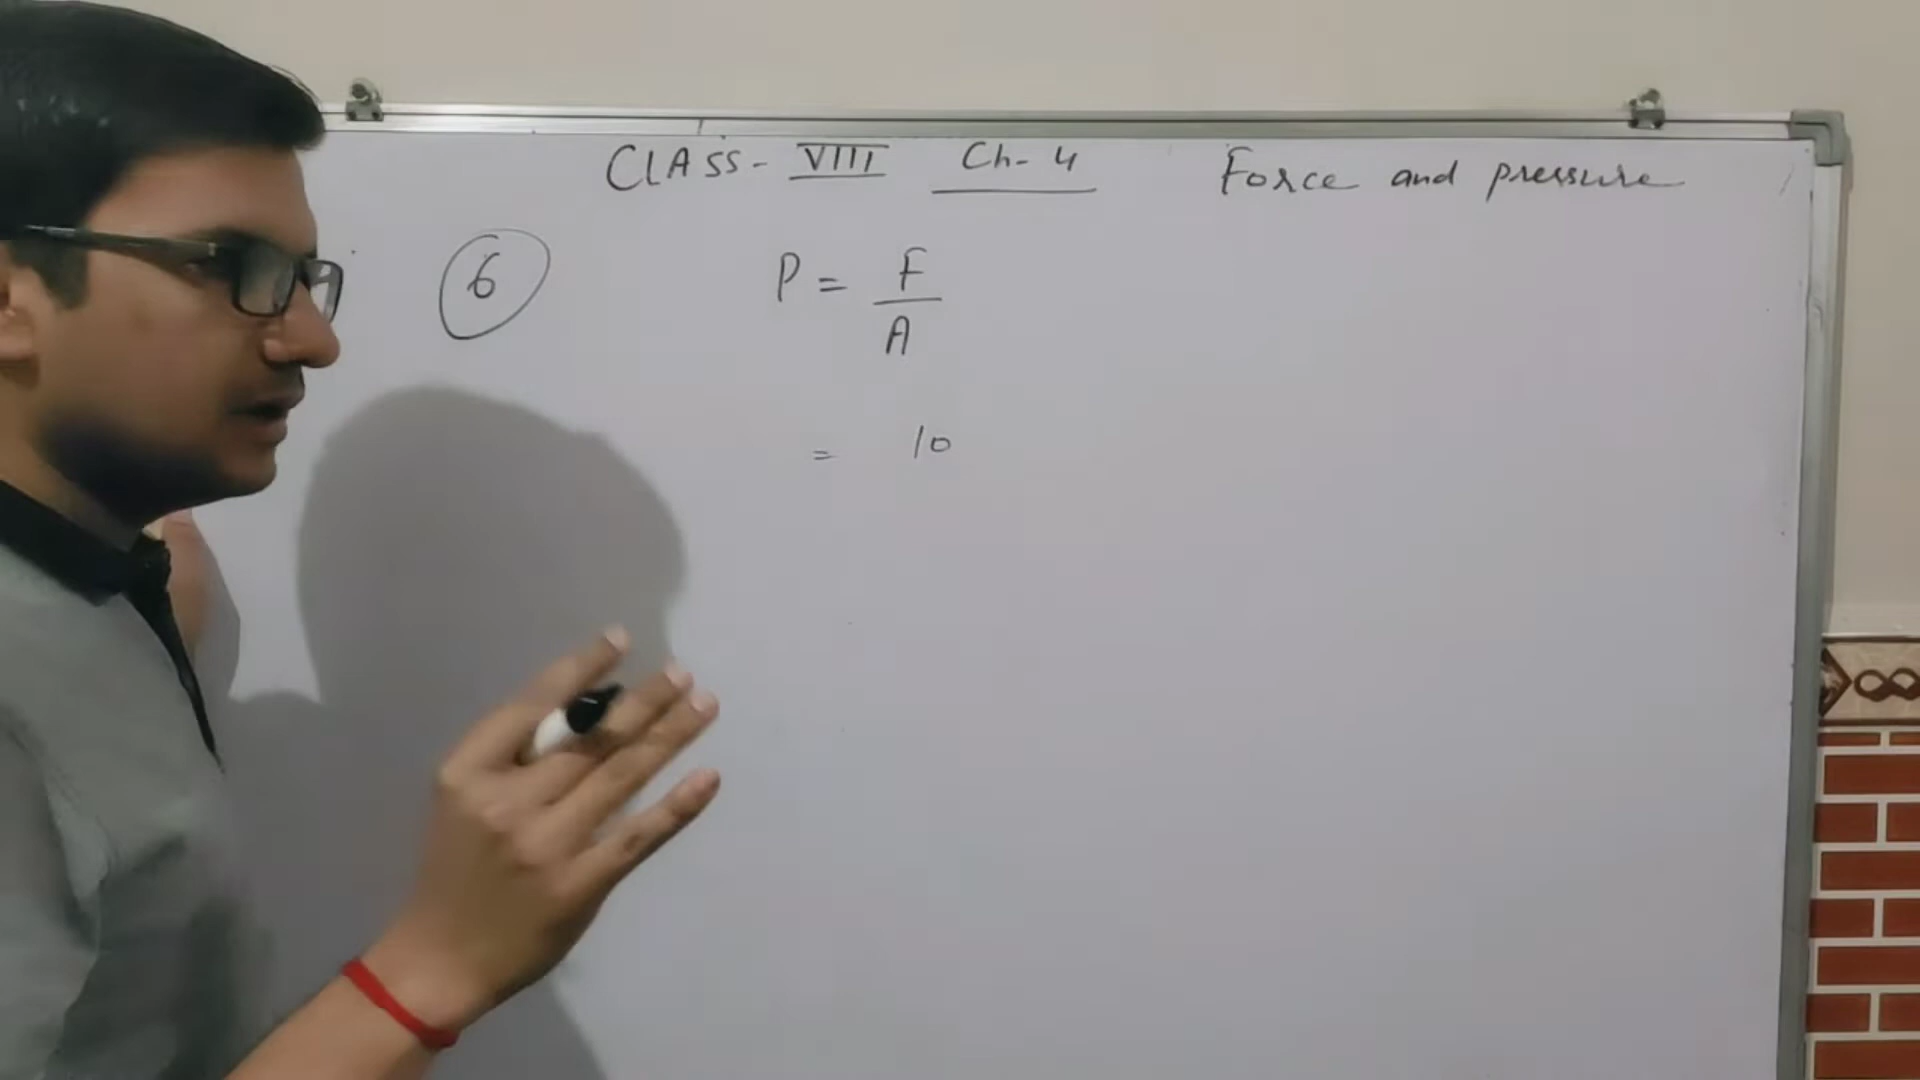 CLASS- VIII Ch- 4 Force and pressure
6
P = F/A
= 10